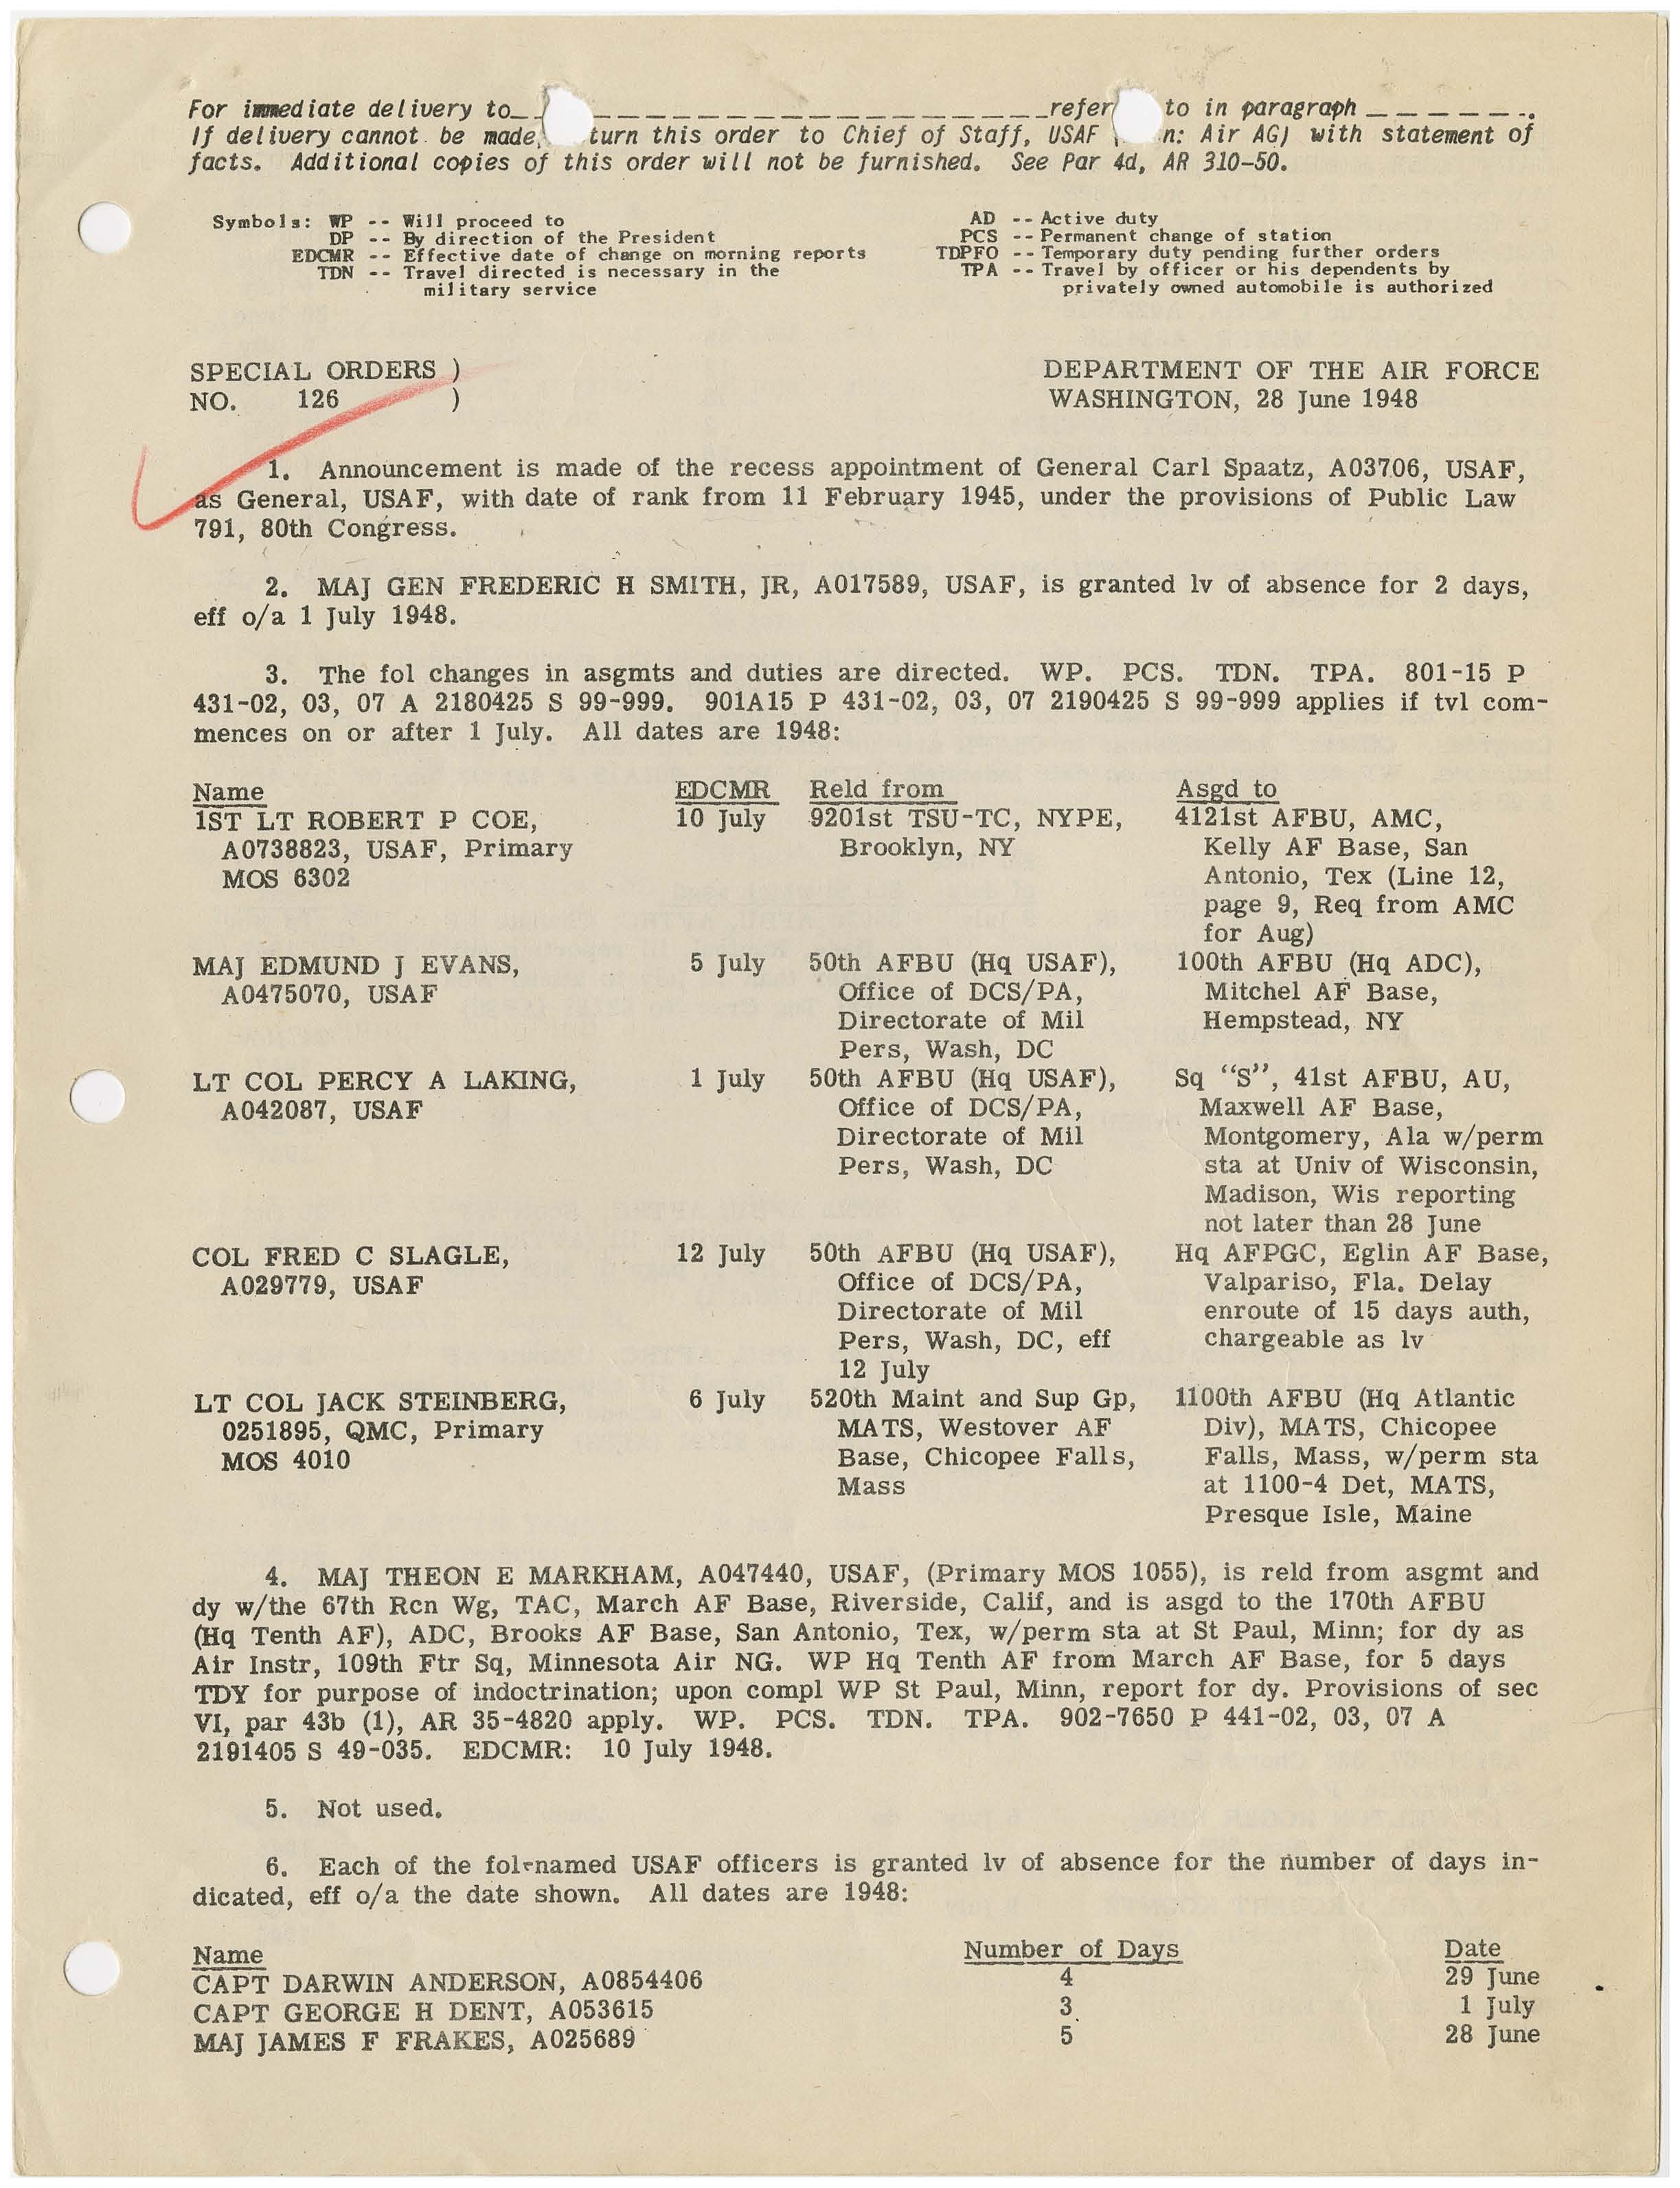 For immediate delivery to_ _ _ _ _ _ _ _ _ _ _ _ _ _ _ _ _ _ _ _refer to in paragraph _ _ _ _ _ _.
If delivery cannot be made, turn this order to Chief of Staff, USAF n: Air AG) with statement of
facts. Additional copies of this order will not be furnished. See Par 4d, AR 310-50.
Symbols: WP -- Will proceed to
DP -- By direction of the President
EDCMR -- Effective date of change on morning reports
TDN -- Travel directed is necessary in the
military service
AD -- Active duty
PCS -- Permanent change of station
TDPFO -- Temporary duty pending further orders
TPA -- Travel by officer or his dependents by
privately owned automobile is authorized
SPECIAL ORDERS )
NO. 126 )
DEPARTMENT OF THE AIR FORCE
WASHINGTON, 28 June 1948
1. Announcement is made of the recess appointment of General Carl Spaatz, A03706, USAF,
as General, USAF, with date of rank from 11 February 1945, under the provisions of Public Law
791, 80th Congress.
2. MAJ GEN FREDERIC H SMITH, JR, A017589, USAF, is granted lv of absence for 2 days,
eff o/a 1 July 1948.
3. The fol changes in asgmts and duties are directed. WP. PCS. TDN. TPA. 801-15 P
431-02, 03, 07 A 2180425 S 99-999. 901A15 P 431-02, 03, 07 2190425 S 99-999 applies if tvl com-
mences on or after 1 July. All dates are 1948:
Name EDCMR Reld from Asgd to
1ST LT ROBERT P COE, 10 July 9201st TSU-TC, NYPE, 4121st AFBU, AMC,
A0738823, USAF, Primary Brooklyn, NY Kelly AF Base, San
MOS 6302 Antonio, Tex (Line 12,
page 9, Req from AMC
for Aug)
MAJ EDMUND J EVANS, 5 July 50th AFBU (Hq USAF), 100th AFBU (Hq ADC),
A0475070, USAF Office of DCS/PA, Mitchel AF Base,
Directorate of Mil Hempstead, NY
Pers, Wash, DC
LT COL PERCY A LAKING, 1 July 50th AFBU (Hq USAF), Sq "S", 41st AFBU, AU,
A042087, USAF Office of DCS/PA, Maxwell AF Base,
Directorate of Mil Montgomery, Ala w/perm
Pers, Wash, DC sta at Univ of Wisconsin,
Madison, Wis reporting
not later than 28 June
COL FRED C SLAGLE, 12 July 50th AFBU (Hq USAF), Hq AFPGC, Eglin AF Base,
A029779, USAF Office of DCS/PA, Valpariso, Fla. Delay
Directorate of Mil enroute of 15 days auth,
Pers, Wash, DC, eff chargeable as lv
12 July
LT COL JACK STEINBERG, 6 July 520th Maint and Sup Gp, 1100th AFBU (Hq Atlantic
0251895, QMC, Primary MATS, Westover AF Div), MATS, Chicopee
MOS 4010 Base, Chicopee Falls, Falls, Mass, w/perm sta
Mass at 1100-4 Det, MATS,
Presque Isle, Maine
4. MAJ THEON E MARKHAM, A047440, USAF, (Primary MOS 1055), is reld from asgmt and
dy w/the 67th Rcn Wg, TAC, March AF Base, Riverside, Calif, and is asgd to the 170th AFBU
(Hq Tenth AF), ADC, Brooks AF Base, San Antonio, Tex, w/perm sta at St Paul, Minn; for dy as
Air Instr, 109th Ftr Sq, Minnesota Air NG. WP Hq Tenth AF from March AF Base, for 5 days
TDY for purpose of indoctrination; upon compl WP St Paul, Minn, report for dy. Provisions of sec
VI, par 43b (1), AR 35-4820 apply. WP. PCS. TDN. TPA. 902-7650 P 441-02, 03, 07 A
2191405 S 49-035. EDCMR: 10 July 1948.
5. Not used.
6. Each of the fol-named USAF officers is granted lv of absence for the number of days in-
dicated, eff o/a the date shown. All dates are 1948:
Name Number of Days Date
CAPT DARWIN ANDERSON, A0854406 4 29 June
CAPT GEORGE H DENT, A053615 3 1 July
MAJ JAMES F FRAKES, A025689 5 28 June